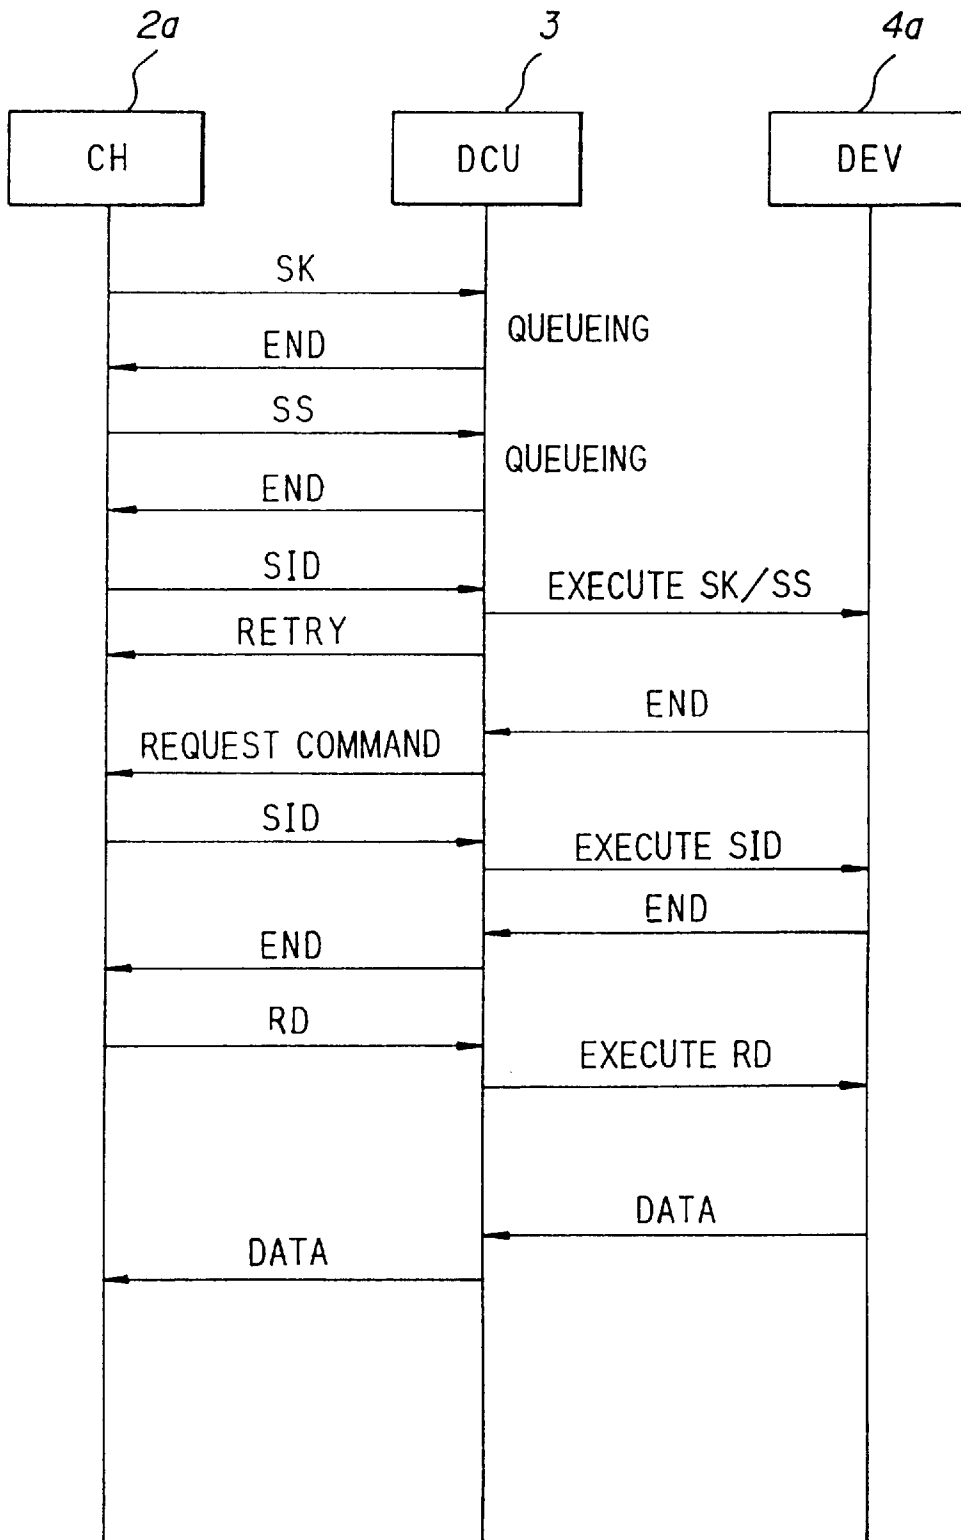 2a
3
4a
CH
DCU
DEV
SK
QUEUEING
END
SS
QUEUEING
END
SID
EXECUTE SK/SS
RETRY
END
REQUEST COMMAND
SID
EXECUTE SID
END
END
RD
EXECUTE RD
DATA
DATA